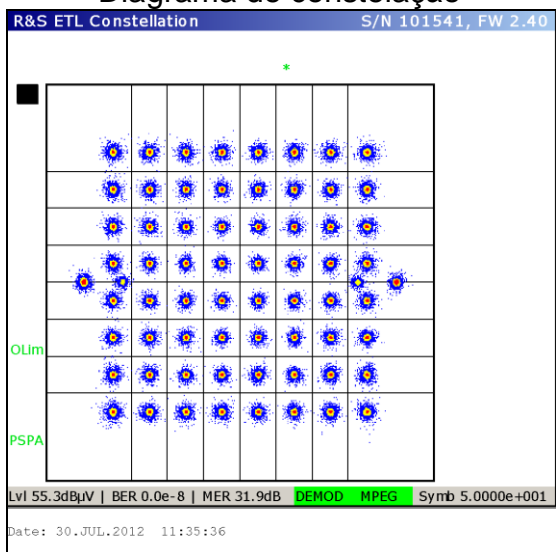 Diagrama de constelação
R&S ETL Constellation S/N 101541, FW 2.40
*
OLim
PSPA
Lvl 55.3dBµV | BER 0.0e-8 | MER 31.9dB DEMOD MPEG Symb 5.0000e+001
Date: 30.JUL.2012 11:35:36